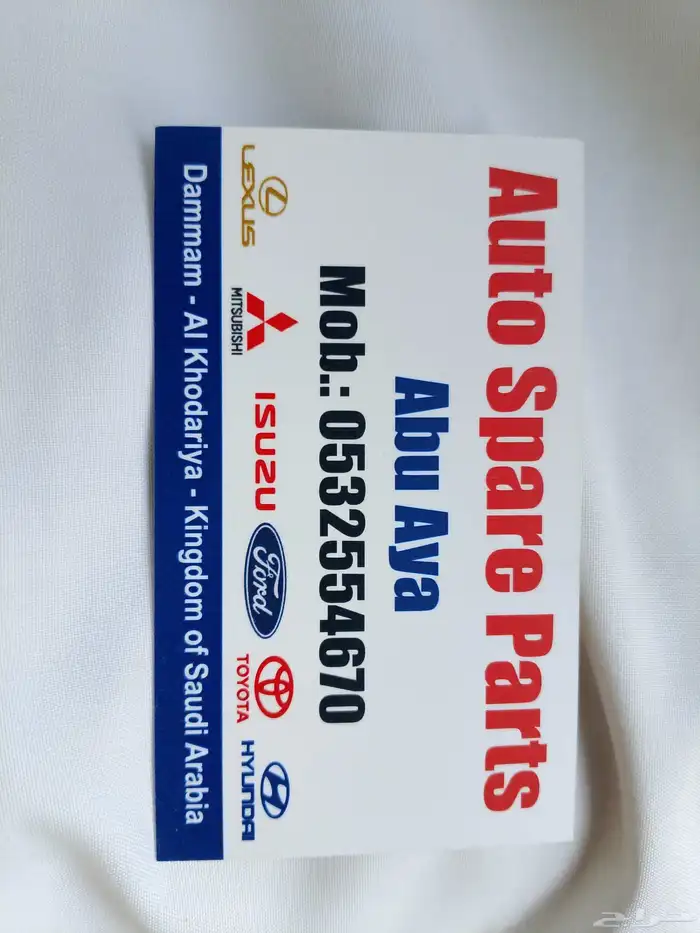 Auto Spare Parts
Abu Aya
Mob.: 0532554670
LEXUS
MITSUBISHI
ISUZU
Ford
TOYOTA
HYUNDAI
Dammam - Al Khodariya - Kingdom of Saudi Arabia
حراج